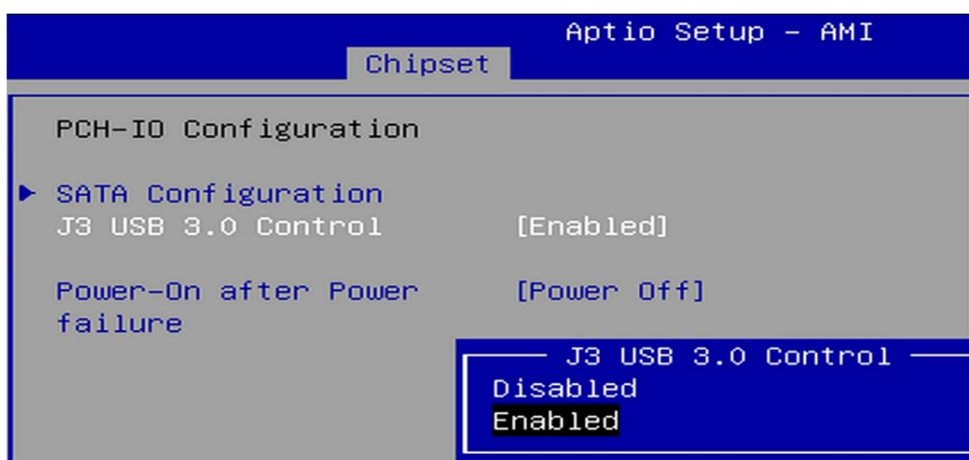 Aptio Setup – AMI
Chipset
PCH-IO Configuration
SATA Configuration
J3 USB 3.0 Control [Enabled]
Power-On after Power [Power Off]
failure
J3 USB 3.0 Control
Disabled
Enabled